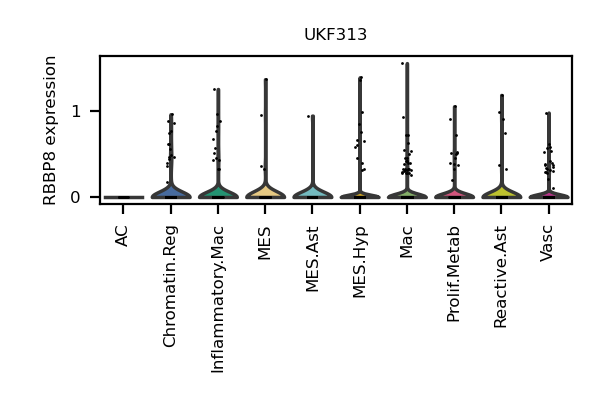 UKF313
RBBP8 expression
1
0
AC
Chromatin.Reg
Inflammatory.Mac
MES
MES.Ast
MES.Hyp
Mac
Prolif.Metab
Reactive.Ast
Vasc